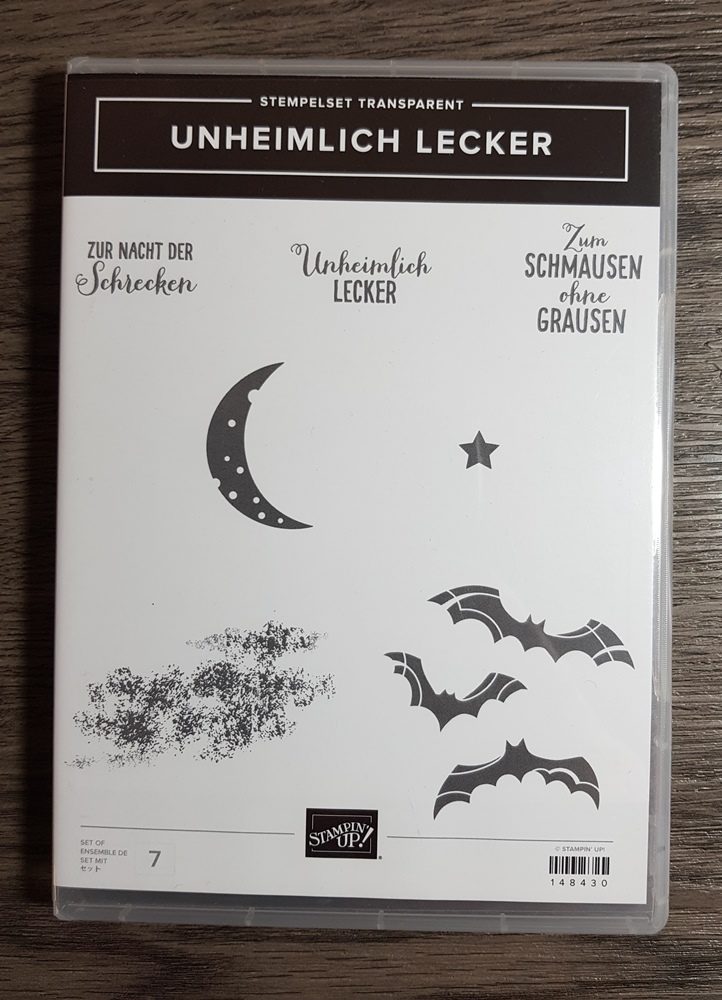 STEMPELSET TRANSPARENT
UNHEIMLICH LECKER
ZUR NACHT DER
Schrecken
Unheimlich
LECKER
Zum
SCHMAUSEN
ohne
GRAUSEN
SET OF
ENSEMBLE DE
SET MIT
セット
7
STAMPIN'
UP!
®
© STAMPIN' UP!
148430